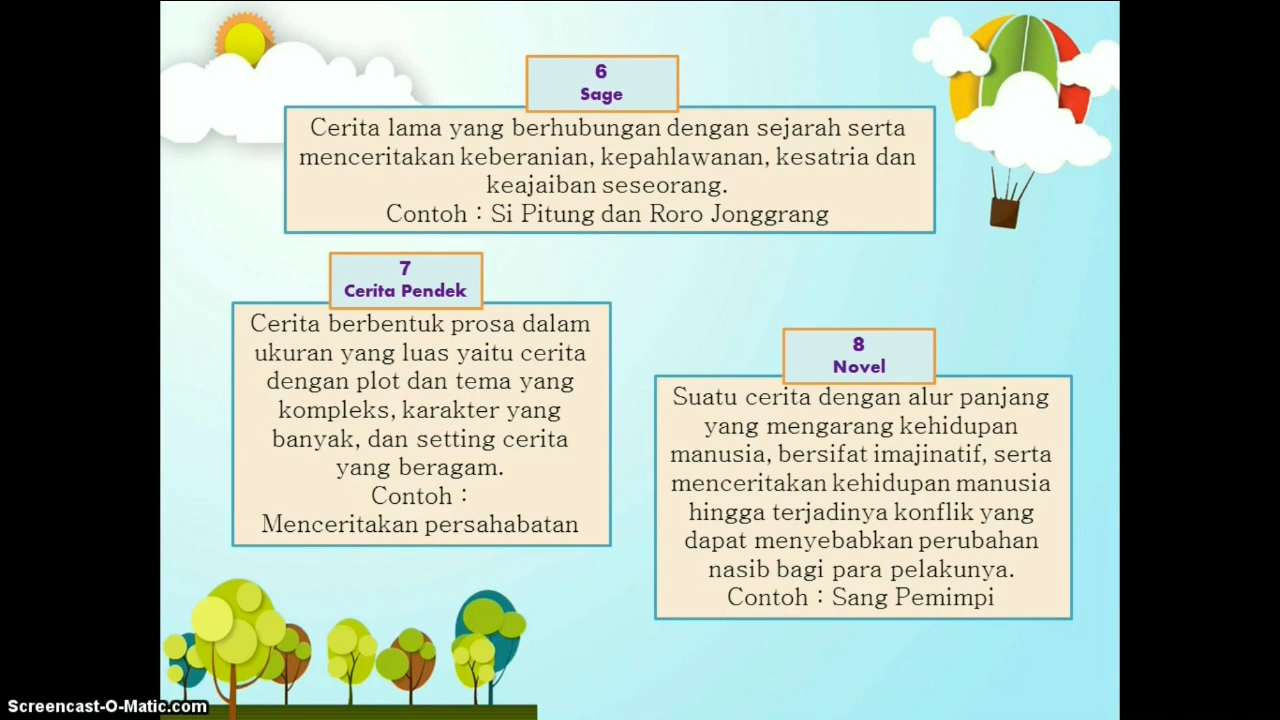 6
Sage
Cerita lama yang berhubungan dengan sejarah serta
menceritakan keberanian, kepahlawanan, kesatria dan
keajaiban seseorang.
Contoh : Si Pitung dan Roro Jonggrang
7
Cerita Pendek
Cerita berbentuk prosa dalam
ukuran yang luas yaitu cerita
dengan plot dan tema yang
kompleks, karakter yang
banyak, dan setting cerita
yang beragam.
Contoh :
Menceritakan persahabatan
8
Novel
Suatu cerita dengan alur panjang
yang mengarang kehidupan
manusia, bersifat imajinatif, serta
menceritakan kehidupan manusia
hingga terjadinya konflik yang
dapat menyebabkan perubahan
nasib bagi para pelakunya.
Contoh : Sang Pemimpi
Screencast-O-Matic.com